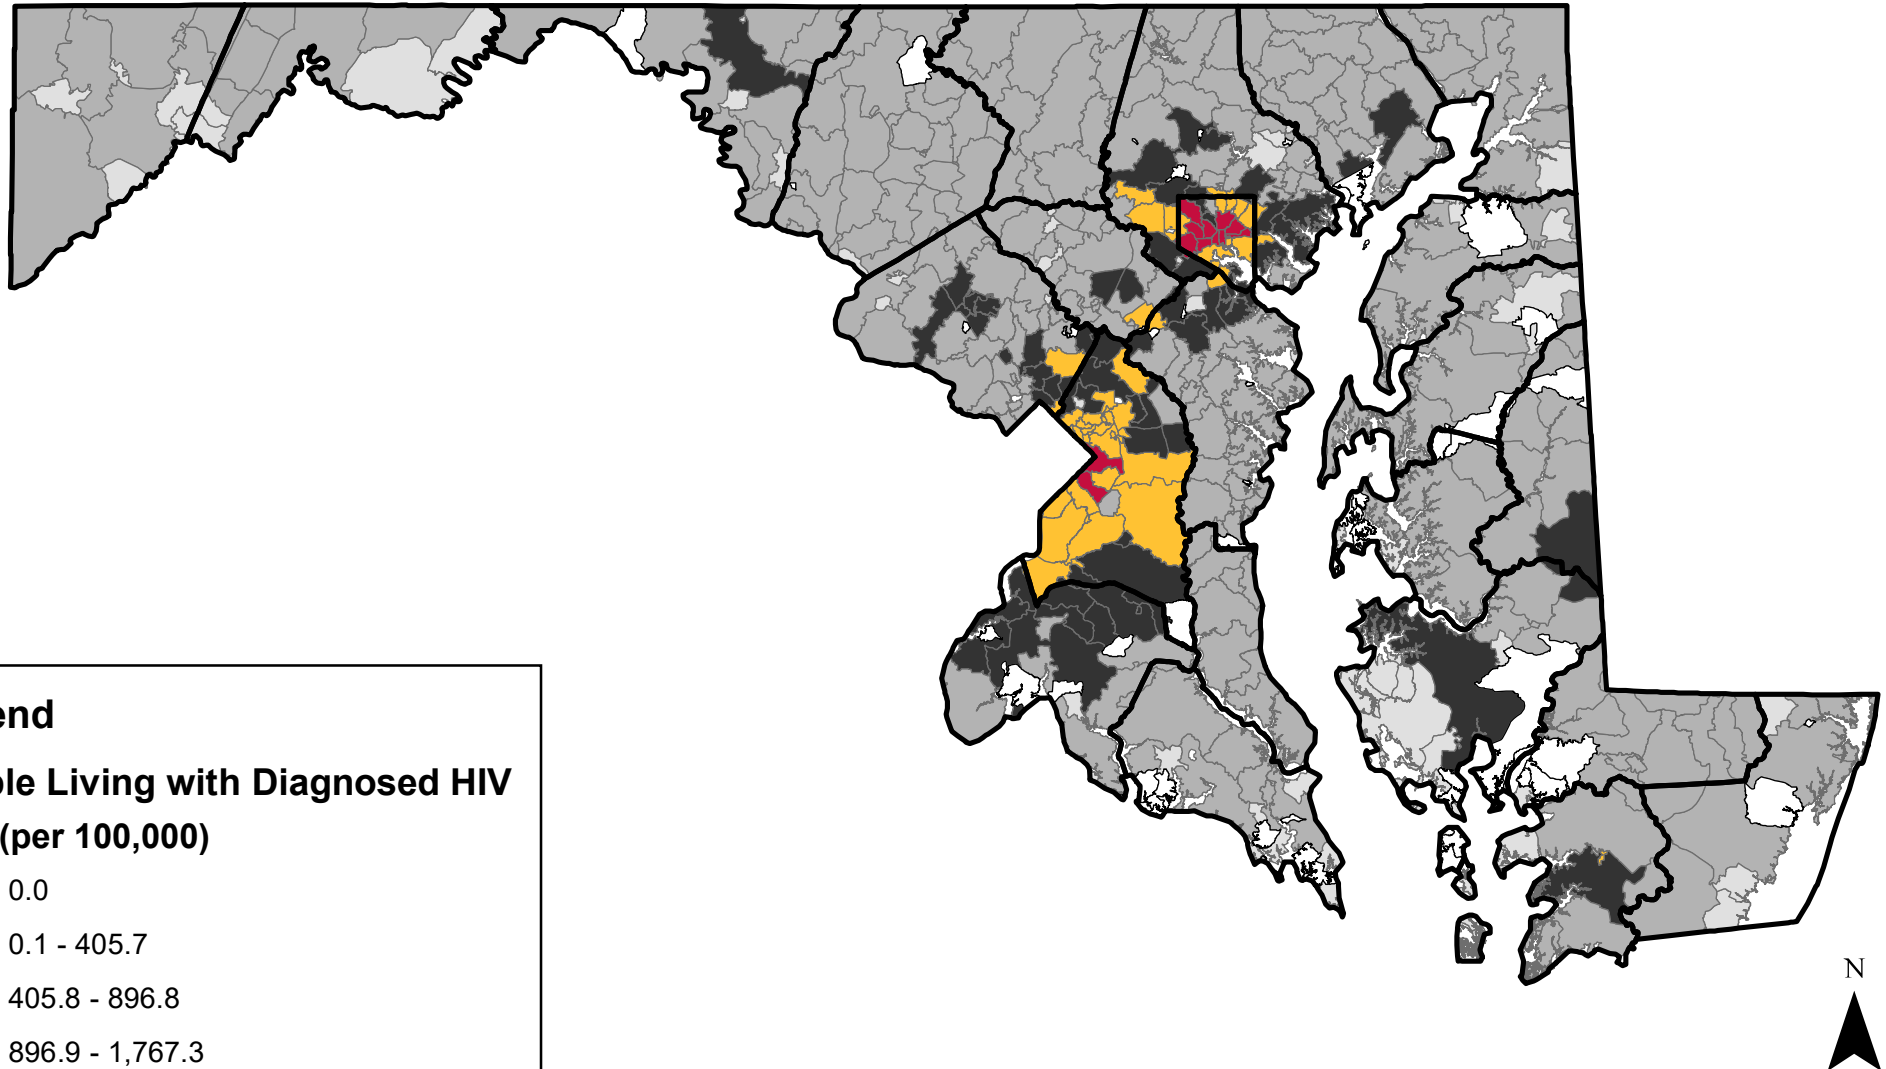 end
ple Living with Diagnosed HIV
(per 100,000)
0.0
0.1 - 405.7
405.8 - 896.8
896.9 - 1,767.3
N